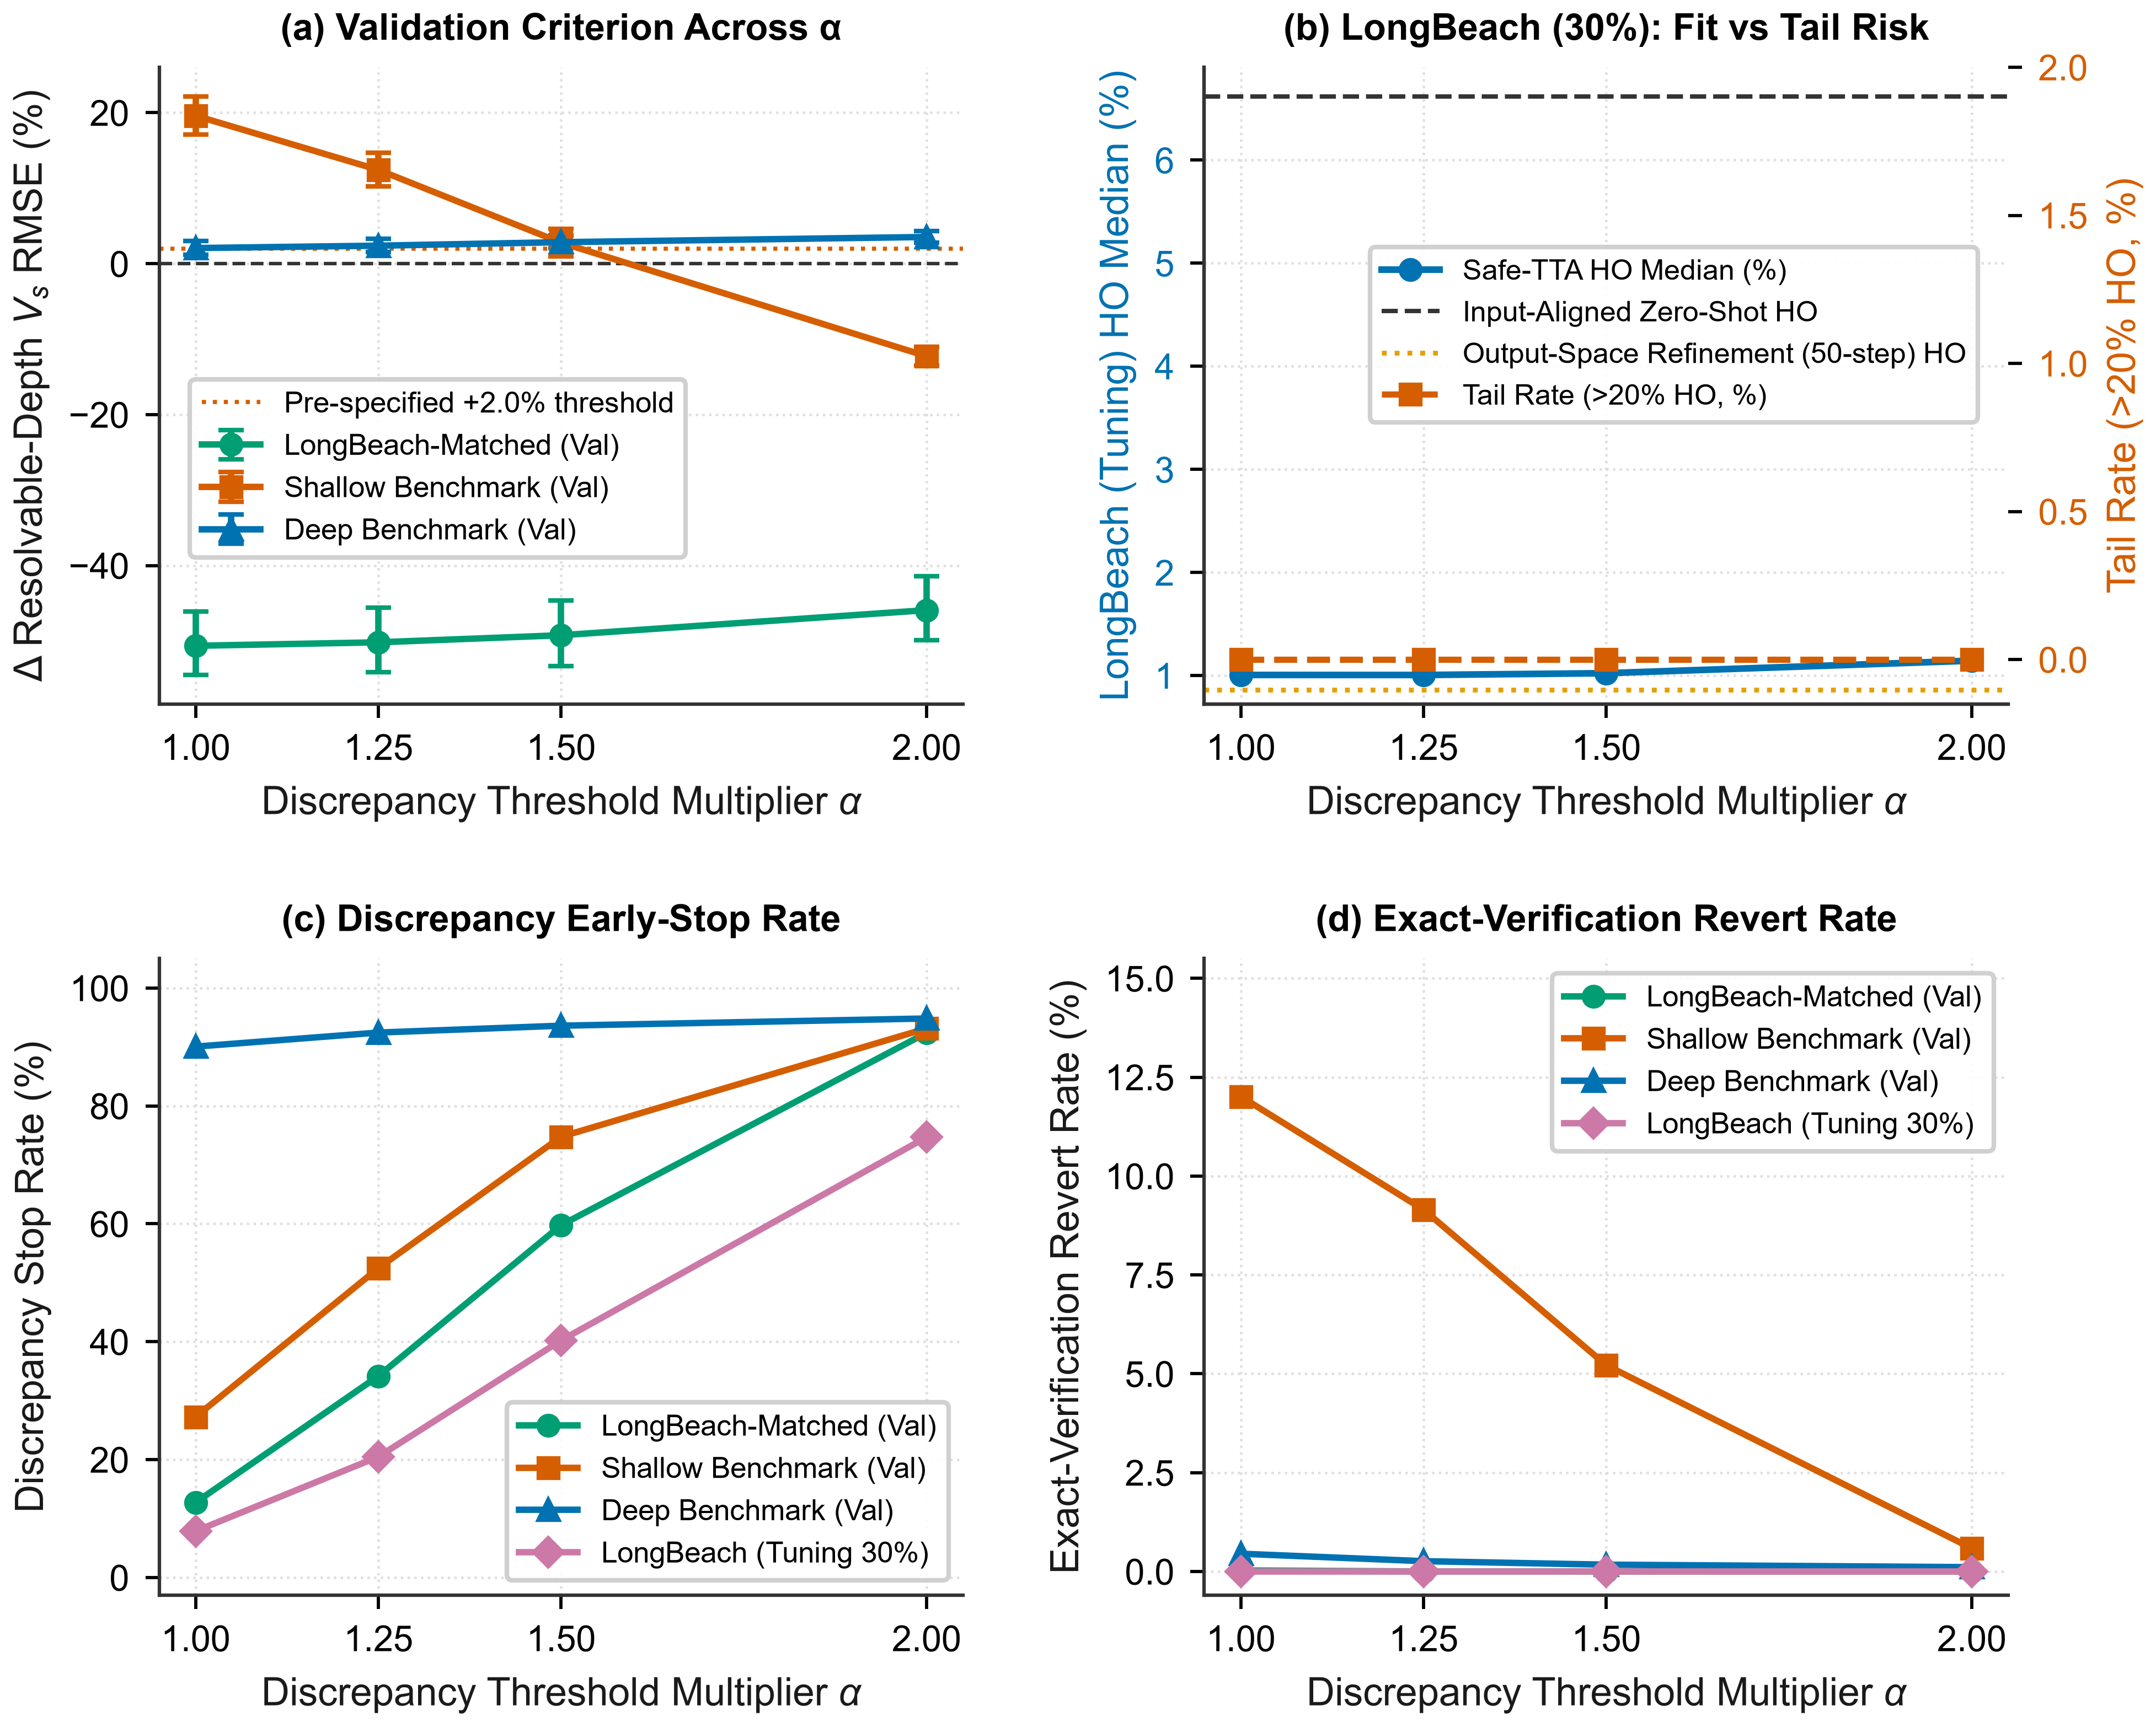 (a) Validation Criterion Across α
Δ Resolvable-Depth Vs RMSE (%)
20
0
−20
−40
Pre-specified +2.0% threshold
LongBeach-Matched (Val)
Shallow Benchmark (Val)
Deep Benchmark (Val)
1.00
1.25
1.50
2.00
Discrepancy Threshold Multiplier α
(b) LongBeach (30%): Fit vs Tail Risk
LongBeach (Tuning) HO Median (%)
6
5
4
3
2
1
Safe-TTA HO Median (%)
Input-Aligned Zero-Shot HO
Output-Space Refinement (50-step) HO
Tail Rate (>20% HO, %)
2.0
1.5
1.0
0.5
0.0
Tail Rate (>20% HO, %)
1.00
1.25
1.50
2.00
Discrepancy Threshold Multiplier α
(c) Discrepancy Early-Stop Rate
Discrepancy Stop Rate (%)
100
80
60
40
20
0
LongBeach-Matched (Val)
Shallow Benchmark (Val)
Deep Benchmark (Val)
LongBeach (Tuning 30%)
1.00
1.25
1.50
2.00
Discrepancy Threshold Multiplier α
(d) Exact-Verification Revert Rate
Exact-Verification Revert Rate (%)
15.0
12.5
10.0
7.5
5.0
2.5
0.0
LongBeach-Matched (Val)
Shallow Benchmark (Val)
Deep Benchmark (Val)
LongBeach (Tuning 30%)
1.00
1.25
1.50
2.00
Discrepancy Threshold Multiplier α